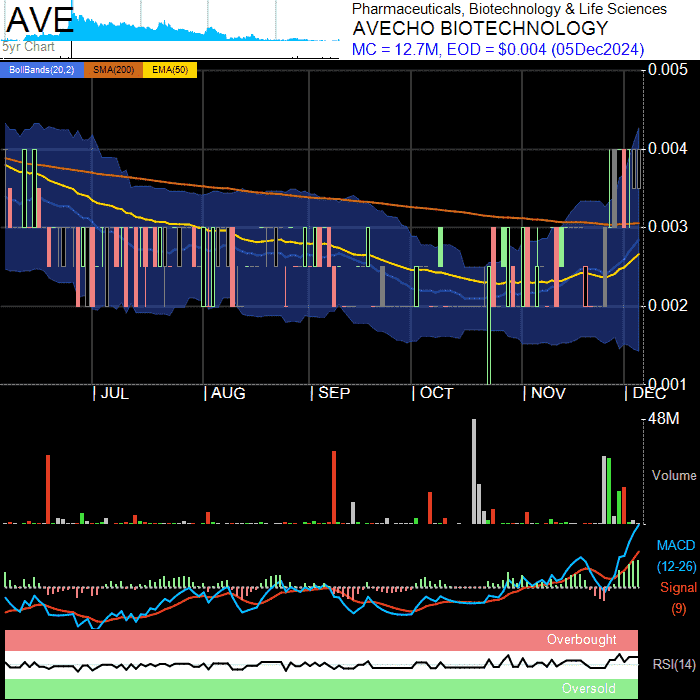 AVE
5yr Chart
Pharmaceuticals, Biotechnology & Life Sciences
AVECHO BIOTECHNOLOGY
MC = 12.7M, EOD = $0.004 (05Dec2024)
BollBands(20,2) SMA(200) EMA(50)
0.005
0.004
0.003
0.002
0.001
JUL AUG SEP OCT NOV DEC
48M
Volume
MACD
(12-26)
Signal
(9)
Overbought
RSI(14)
Oversold